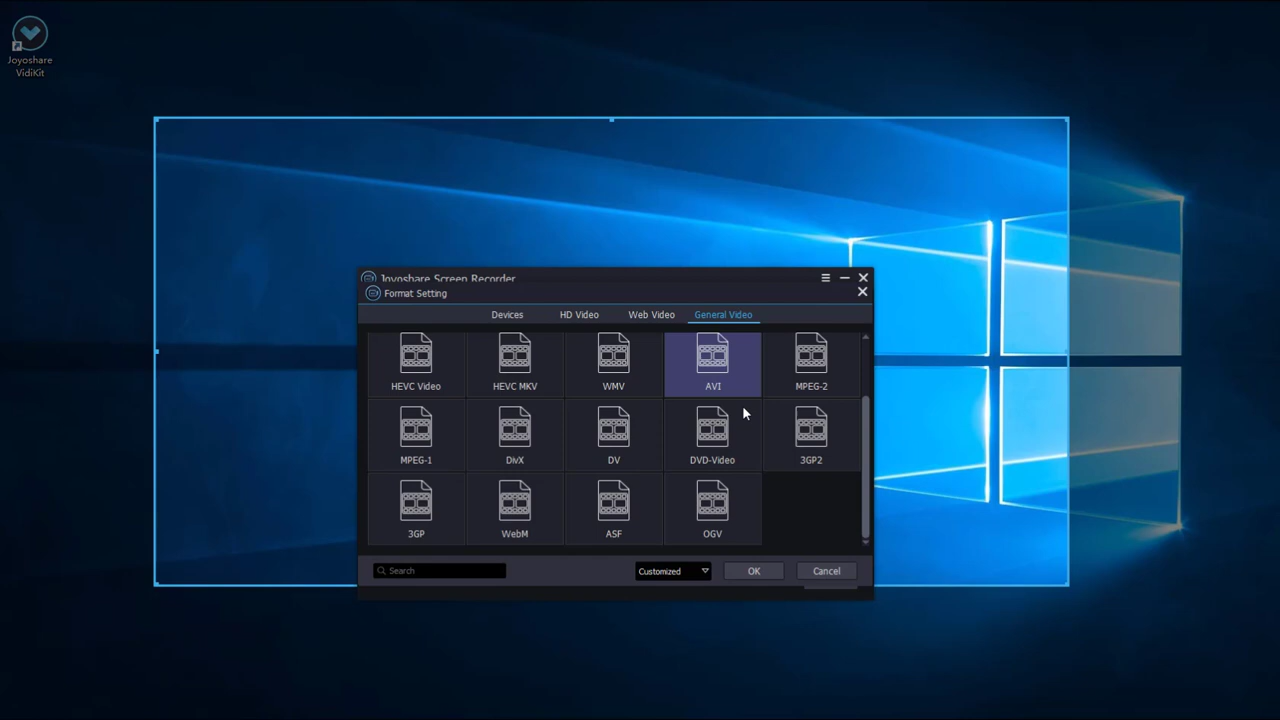 Joyoshare
VidiKit
Joyoshare Screen Recorder
Format Setting
Devices
HD Video
Web Video
General Video
HEVC Video
HEVC MKV
WMV
AVI
MPEG-2
MPEG-1
DivX
DV
DVD-Video
3GP2
3GP
WebM
ASF
OGV
Search
Customized
OK
Cancel